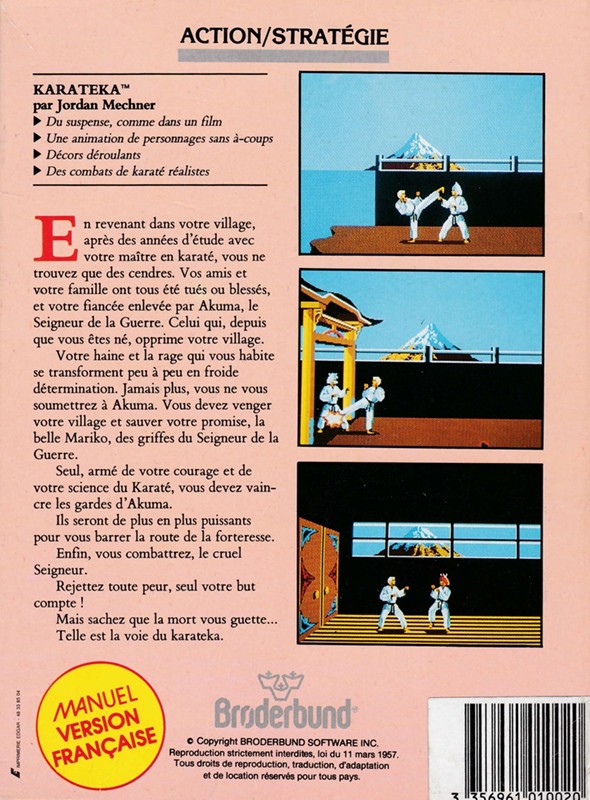 ACTION/STRATÉGIE
KARATEKA™
par Jordan Mechner
▶ Du suspense, comme dans un film
▶ Une animation de personnages sans à-coups
▶ Décors déroulants
▶ Des combats de karaté réalistes
En revenant dans votre village,
après des années d'étude avec
votre maître en karaté, vous ne
trouvez que des cendres. Vos amis et
votre famille ont tous été tués ou blessés,
et votre fiancée enlevée par Akuma, le
Seigneur de la Guerre. Celui qui, depuis
que vous êtes né, opprime votre village.
Votre haine et la rage qui vous habite
se transforment peu à peu en froide
détermination. Jamais plus, vous ne vous
soumettrez à Akuma. Vous devez venger
votre village et sauver votre promise, la
belle Mariko, des griffes du Seigneur de la
Guerre.
Seul, armé de votre courage et de
votre science du Karaté, vous devez vain-
cre les gardes d'Akuma.
Ils seront de plus en plus puissants
pour vous barrer la route de la forteresse.
Enfin, vous combattrez, le cruel
Seigneur.
Rejettez toute peur, seul votre but
compte !
Mais sachez que la mort vous guette...
Telle est la voie du karateka.
MANUEL
VERSION
FRANÇAISE
Brøderbund®
© Copyright BRODERBUND SOFTWARE INC.
Reproduction strictement interdites, loi du 11 mars 1957.
Tous droits de reproduction, traduction, d'adaptation
et de location réservés pour tous pays.
3 356961 010020